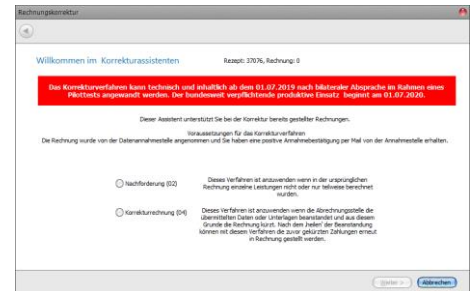 Rechnungskorrektur
Willkommen im Korrekturassistenten
Rezept: 37076, Rechnung: 0
Das Korrekturverfahren kann technisch und inhaltlich ab dem 01.07.2019 nach bilateraler Absprache im Rahmen eines
Pilottests angewandt werden. Der bundesweit verpflichtende produktive Einsatz beginnt am 01.07.2020.
Dieser Assistent unterstützt Sie bei der Korrektur bereits gestellter Rechnungen.
Voraussetzungen für das Korrekturverfahren
Die Rechnung wurde von der Datenannahmestelle angenommen und Sie haben eine positive Annahmebestätigung per Mail von der Annahmestelle erhalten.
Nachforderung (02)
Dieses Verfahren ist anzuwenden wenn in der ursprünglichen
Rechnung einzelne Leistungen nicht oder nur teilweise berechnet
wurden.
Korrekturrechnung (04)
Dieses Verfahren ist anzuwenden wenn die Abrechnungsstelle die
übermittelten Daten oder Unterlagen beanstandet und aus diesem
Grunde die Rechnung kürzt. Nach dem 'heilen' der Beanstandung
können mit diesem Verfahren die zuvor gekürzten Zahlungen erneut
in Rechnung gestellt werden.
Weiter >
Abbrechen